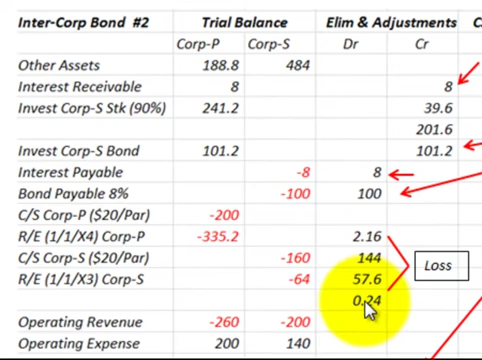 Inter-Corp Bond #2 Trial Balance Elim & Adjustments
Corp-P Corp-S Dr Cr
Other Assets 188.8 484
Interest Receivable 8 8
Invest Corp-S Stk (90%) 241.2 39.6
201.6
Invest Corp-S Bond 101.2 101.2
Interest Payable -8 8
Bond Payable 8% -100 100
C/S Corp-P ($20/Par) -200
R/E (1/1/X4) Corp-P -335.2 2.16
C/S Corp-S ($20/Par) -160 144
Loss
R/E (1/1/X3) Corp-S -64 57.6
0.24
Operating Revenue -260 -200
Operating Expense 200 140